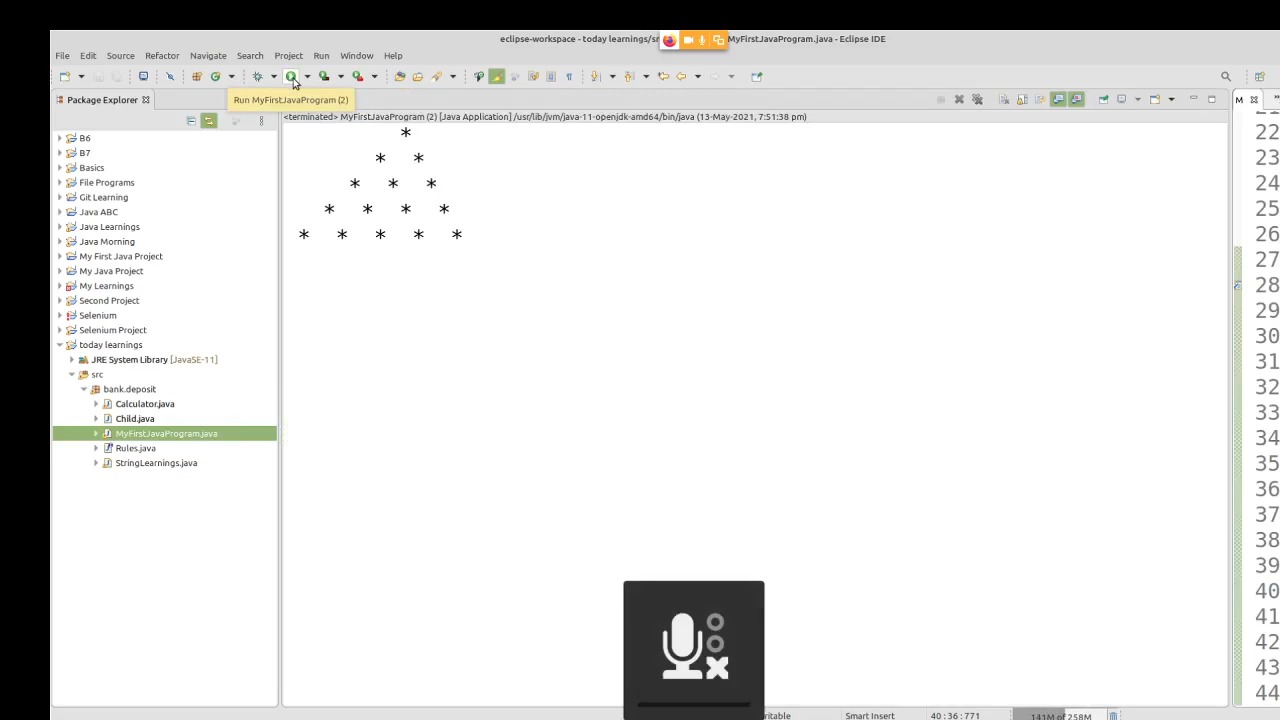 eclipse-workspace - today learnings/sr MyFirstJavaProgram.java - Eclipse IDE
File Edit Source Refactor Navigate Search Project Run Window Help
Package Explorer
Run MyFirstJavaProgram (2)
M
<terminated> MyFirstJavaProgram (2) [Java Application] /usr/lib/jvm/java-11-openjdk-amd64/bin/java (13-May-2021, 7:51:38 pm)
*
* *
* * *
* * * *
* * * * *
B6
B7
Basics
File Programs
Git Learning
Java ABC
Java Learnings
Java Morning
My First Java Project
My Java Project
My Learnings
Second Project
Selenium
Selenium Project
today learnings
JRE System Library [JavaSE-11]
src
bank.deposit
Calculator.java
Child.java
MyFirstJavaProgram.java
Rules.java
StringLearnings.java
22
23
24
25
26
27
28
29
30
31
32
33
34
35
36
37
38
39
40
41
42
43
44
ritable Smart Insert 40 : 36 : 771 141M of 258M